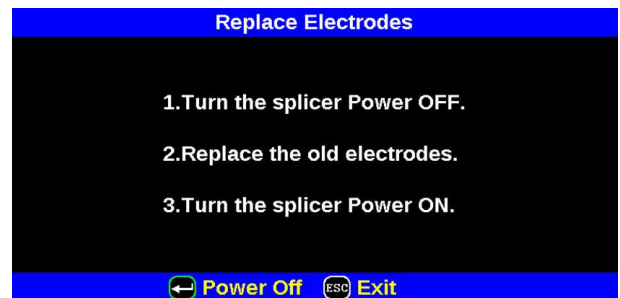 Replace Electrodes
1.Turn the splicer Power OFF.
2.Replace the old electrodes.
3.Turn the splicer Power ON.
Power Off ESC Exit